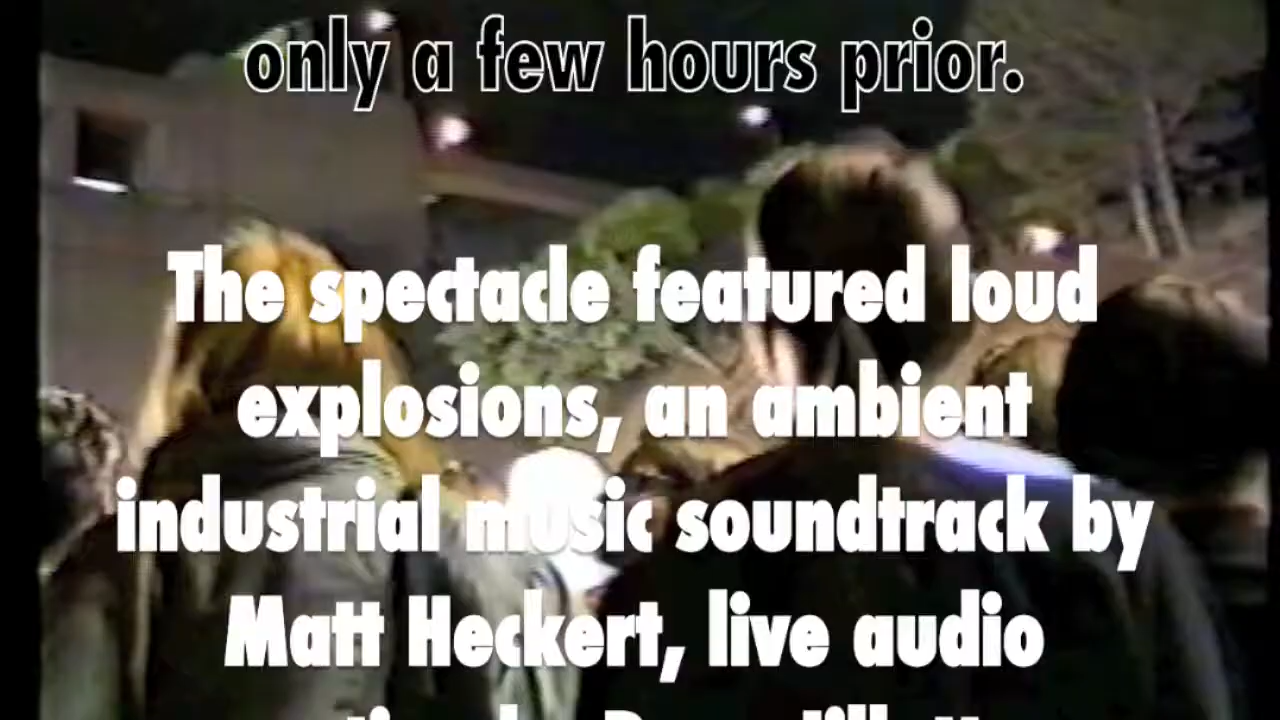 only a few hours prior.
The spectacle featured loud
explosions, an ambient
industrial music soundtrack by
Matt Heckert, live audio